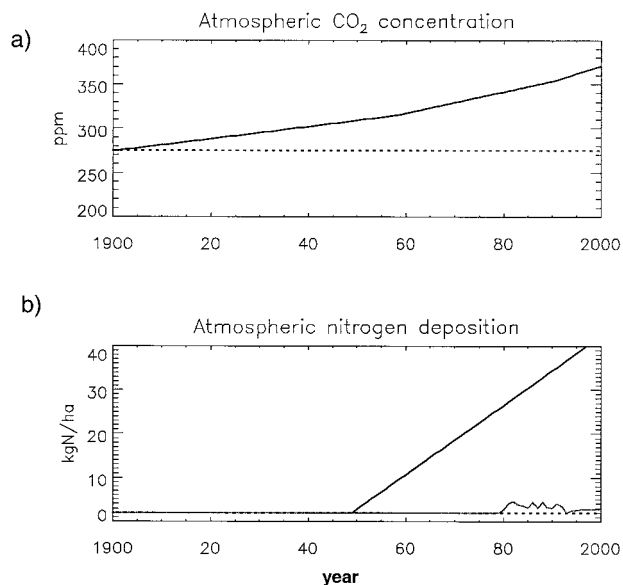 a)
Atmospheric CO₂ concentration
400
350
300
250
200
ppm
1900 20 40 60 80 2000
b)
Atmospheric nitrogen deposition
40
30
20
10
0
kgN/ha
1900 20 40 60 80 2000
year